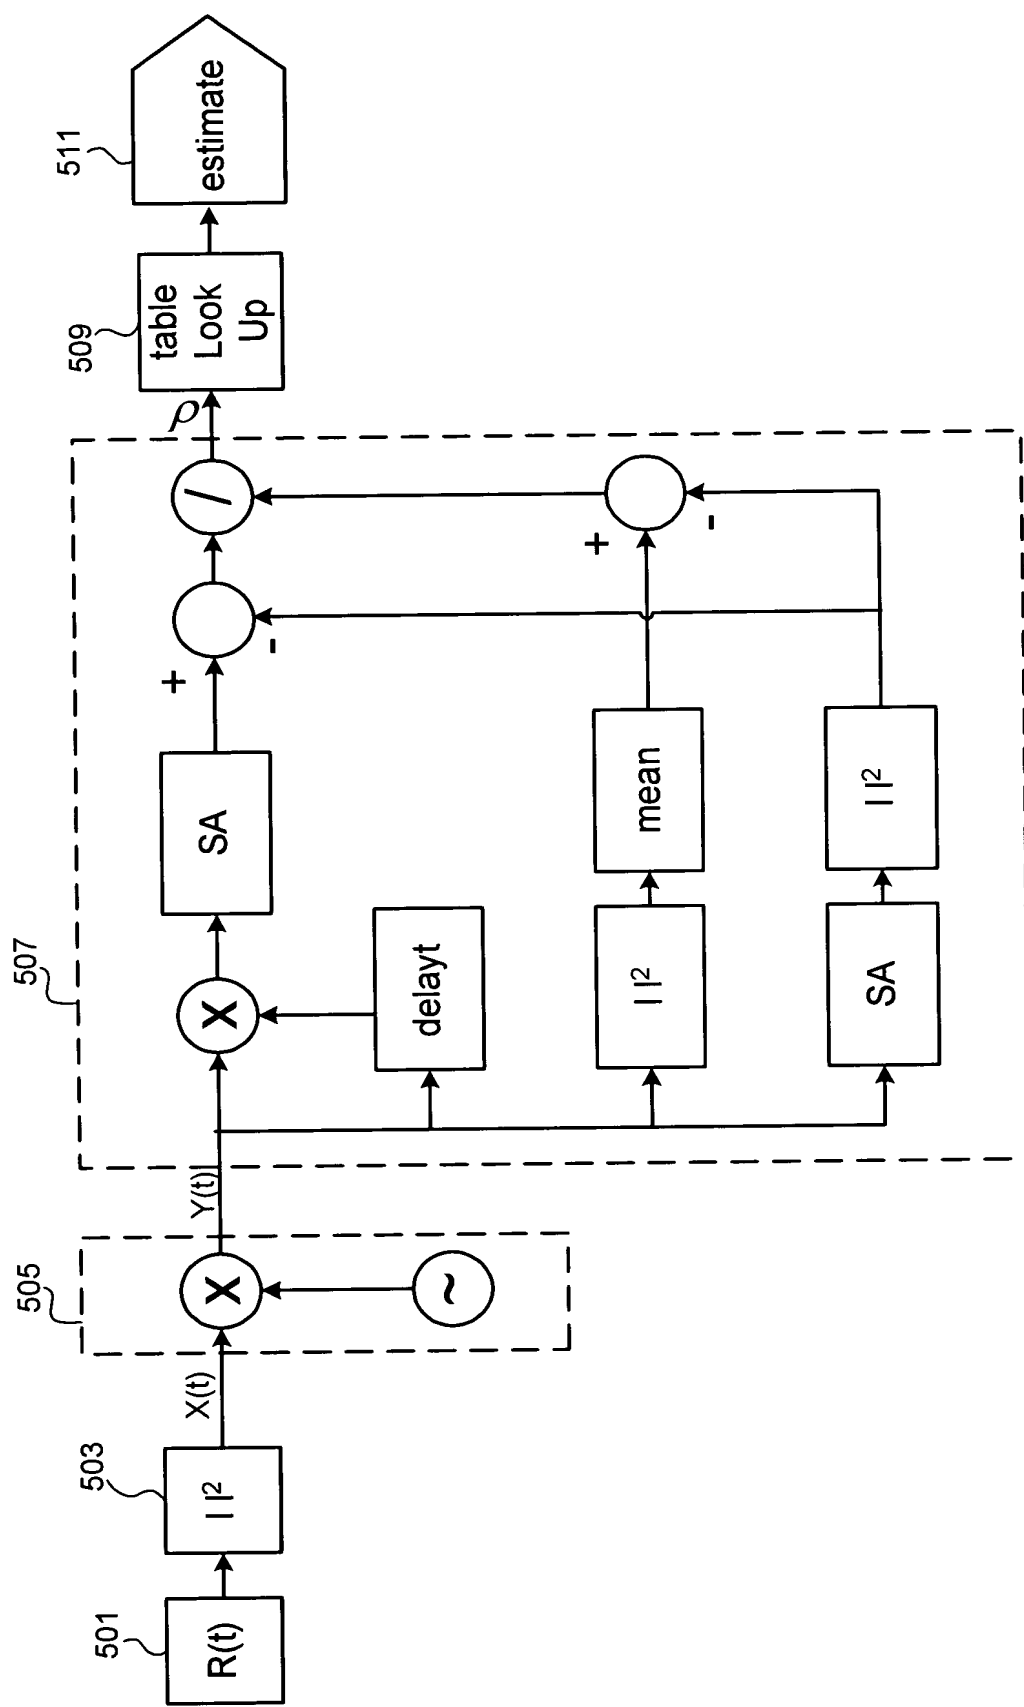 501
R(t)
503
| |²
X(t)
505
X
~
Y(t)
507
X
delayt
SA
+
-
/
| |²
mean
+
-
SA
| |²
ρ
509
table
Look
Up
511
estimate